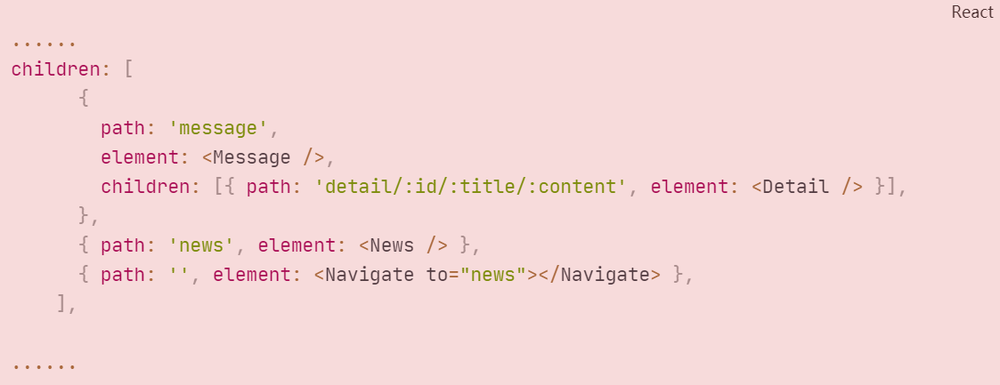 React
......
children: [
      {
        path: 'message',
        element: <Message />,
        children: [{ path: 'detail/:id/:title/:content', element: <Detail /> }],
      },
      { path: 'news', element: <News /> },
      { path: '', element: <Navigate to="news"></Navigate> },
    ],
......